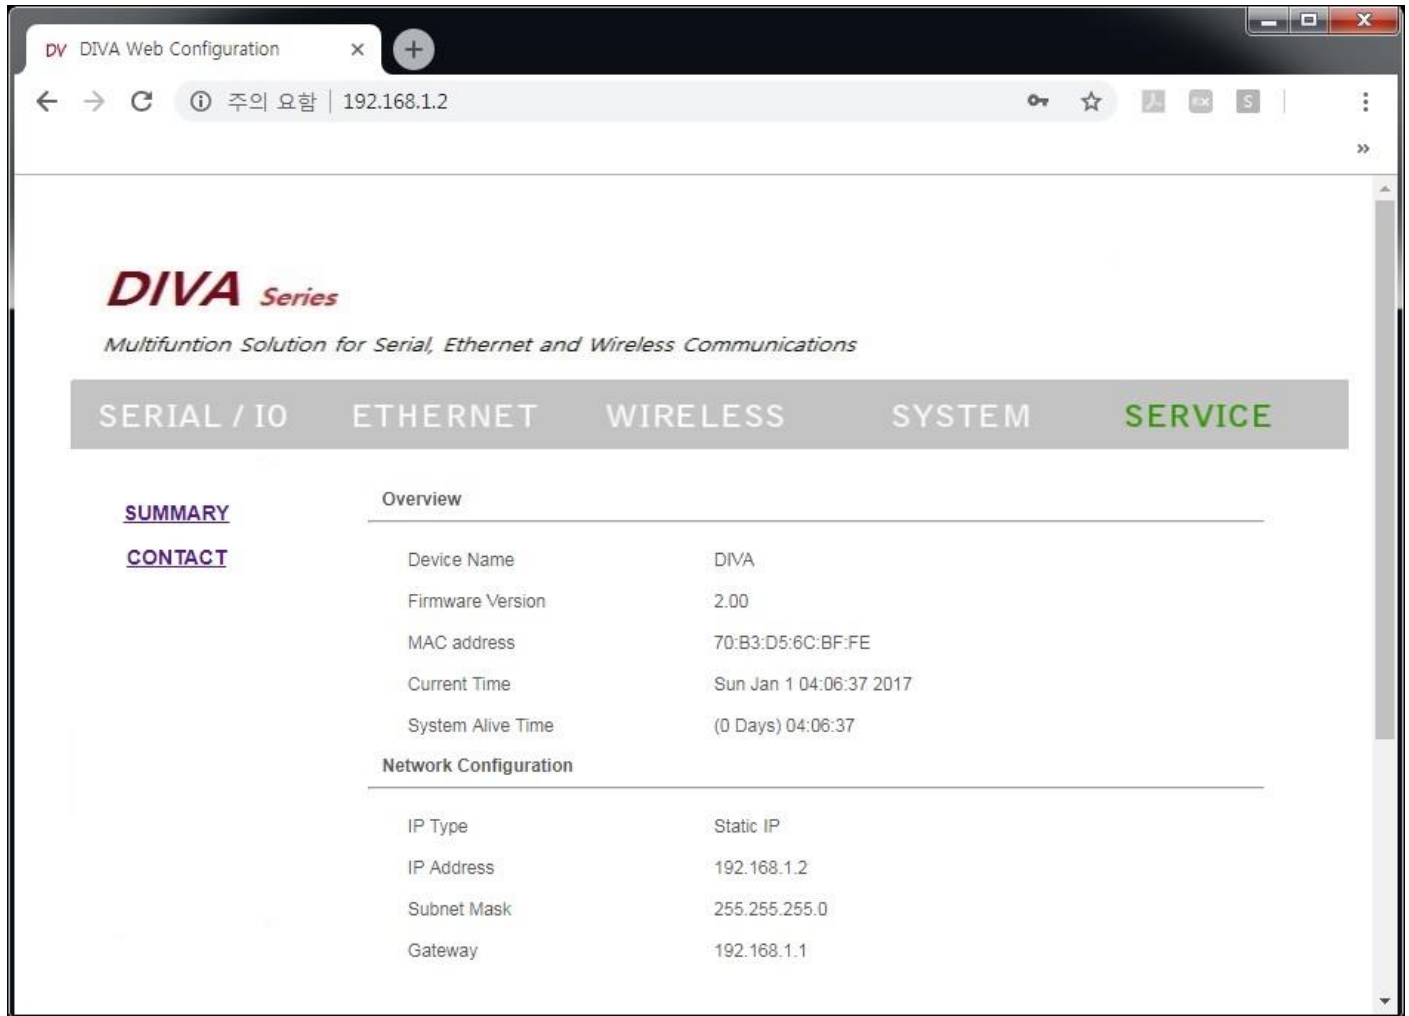 DV DIVA Web Configuration
주의 요함 | 192.168.1.2
DIVA Series
Multifuntion Solution for Serial, Ethernet and Wireless Communications
SERIAL / IO ETHERNET WIRELESS SYSTEM SERVICE
SUMMARY
CONTACT
Overview
Device Name DIVA
Firmware Version 2.00
MAC address 70:B3:D5:6C:BF:FE
Current Time Sun Jan 1 04:06:37 2017
System Alive Time (0 Days) 04:06:37
Network Configuration
IP Type Static IP
IP Address 192.168.1.2
Subnet Mask 255.255.255.0
Gateway 192.168.1.1